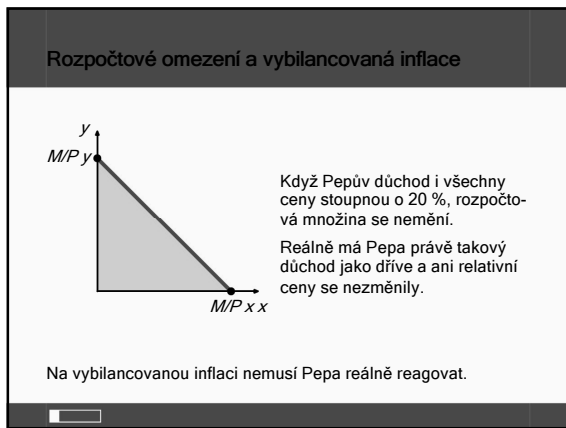 Rozpočtové omezení a vybilancovaná inflace
y
M/P y
Když Pepův důchod i všechny
ceny stoupnou o 20 %, rozpočto-
vá množina se nemění.
Reálně má Pepa právě takový
důchod jako dříve a ani relativní
ceny se nezměnily.
M/P x x
Na vybilancovanou inflaci nemusí Pepa reálně reagovat.